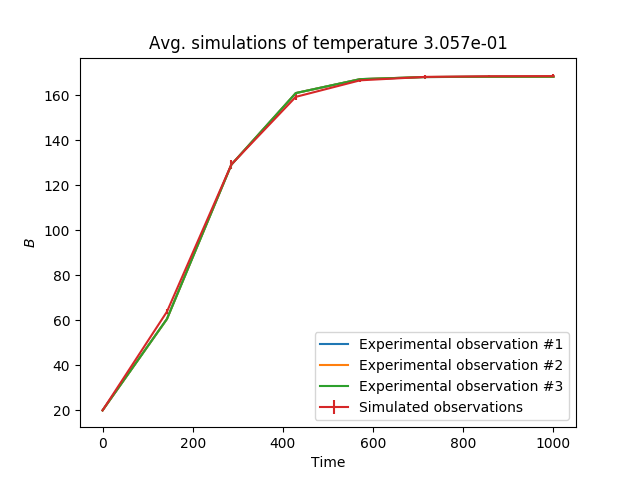 Avg. simulations of temperature 3.057e-01
160
140
120
100
80
60
40
20
B
0
200
400
600
800
1000
Time
Experimental observation #1
Experimental observation #2
Experimental observation #3
Simulated observations